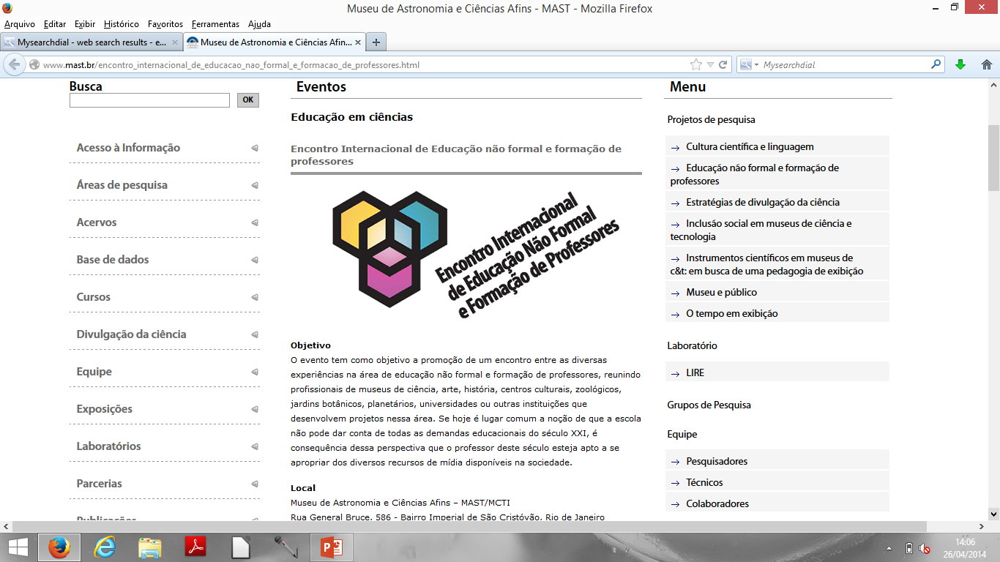 Museu de Astronomia e Ciências Afins - MAST - Mozilla Firefox
Arquivo Editar Exibir Histórico Favoritos Ferramentas Ajuda
Mysearchdial - web search results - e...
Museu de Astronomia e Ciências Afin...
www.mast.br/encontro_internacional_de_educacao_nao_formal_e_formacao_de_professores.html
Mysearchdial
Busca
OK
Acesso à Informação
Áreas de pesquisa
Acervos
Base de dados
Cursos
Divulgação da ciência
Equipe
Exposições
Laboratórios
Parcerias
Publicações
Eventos
Educação em ciências
Encontro Internacional de Educação não formal e formação de
professores
Encontro Internacional
de Educação Não Formal
e Formação de Professores
Objetivo
O evento tem como objetivo a promoção de um encontro entre as diversas
experiências na área de educação não formal e formação de professores, reunindo
profissionais de museus de ciência, arte, história, centros culturais, zoológicos,
jardins botânicos, planetários, universidades ou outras instituições que
desenvolvem projetos nessa área. Se hoje é lugar comum a noção de que a escola
não pode dar conta de todas as demandas educacionais do século XXI, é
consequência dessa perspectiva que o professor deste século esteja apto a se
apropriar dos diversos recursos de mídia disponíveis na sociedade.
Local
Museu de Astronomia e Ciências Afins – MAST/MCTI
Rua General Bruce, 586 - Bairro Imperial de São Cristóvão, Rio de Janeiro
Menu
Projetos de pesquisa
Cultura científica e linguagem
Educação não formal e formação de
professores
Estratégias de divulgação da ciência
Inclusão social em museus de ciência e
tecnologia
Instrumentos científicos em museus de
c&t: em busca de uma pedagogia de exibição
Museu e público
O tempo em exibição
Laboratório
LIRE
Grupos de Pesquisa
Equipe
Pesquisadores
Técnicos
Colaboradores
14:06
26/04/2014